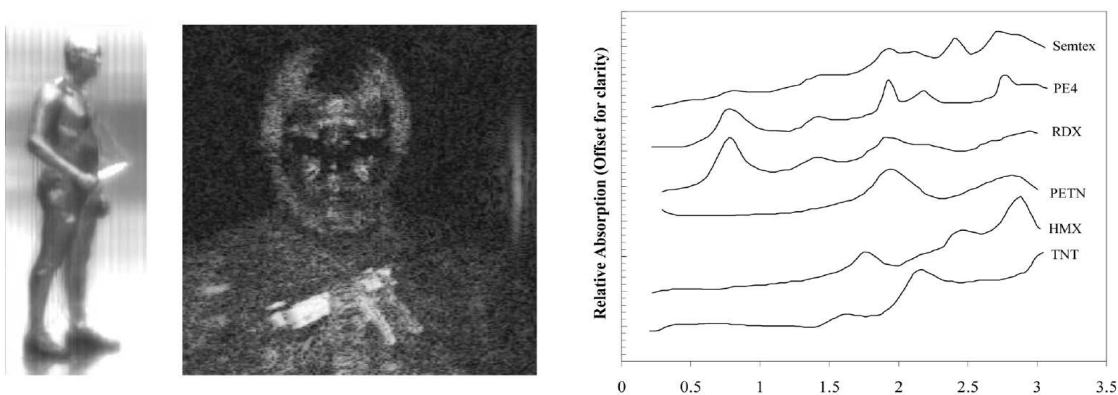 Relative Absorption (Offset for clarity)
Semtex
PE4
RDX
PETN
HMX
TNT
0 0.5 1 1.5 2 2.5 3 3.5